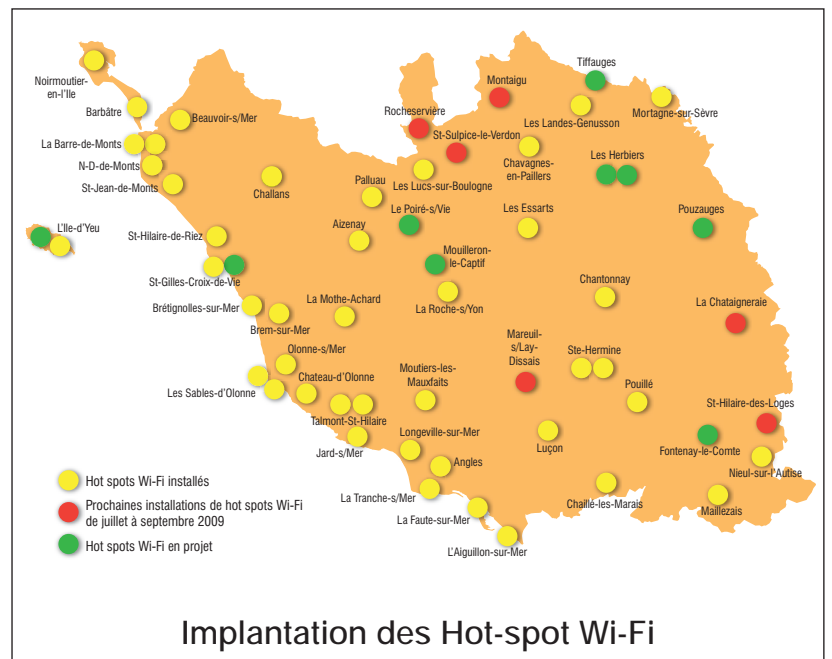 Tiffauges
Noirmoutier-
en-l'Ile
Montaigu
Barbâtre
Rocheservière
Les Landes-Genusson
Mortagne-sur-Sèvre
Beauvoir-s/Mer
St-Sulpice-le-Verdon
La Barre-de-Monts
Chavagnes-
en-Paillers
Les Herbiers
N-D-de-Monts
Palluau
Les Lucs-sur-Boulogne
St-Jean-de-Monts
Challans
Le Poiré-s/Vie
Les Essarts
Pouzauges
L'Ile-d'Yeu
St-Hilaire-de-Riez
Aizenay
Mouilleron-
le-Captif
St-Gilles-Croix-de-Vie
Chantonnay
La Mothe-Achard
La Roche-s/Yon
La Chataigneraie
Brétignolles-sur-Mer
Brem-sur-Mer
Mareuil-
s/Lay-
Dissais
Olonne-s/Mer
Ste-Hermine
Moutiers-les-
Mauxfaits
Chateau-d'Olonne
Les Sables-d'Olonne
Pouillé
St-Hilaire-des-Loges
Talmont-St-Hilaire
Longeville-sur-Mer
Luçon
Fontenay-le-Comte
Jard-s/Mer
Angles
Nieul-sur-l'Autise
La Tranche-s/Mer
Chaillé-les-Marais
Maillezais
La Faute-sur-Mer
L'Aiguillon-sur-Mer
Hot spots Wi-Fi installés
Prochaines installations de hot spots Wi-Fi
de juillet à septembre 2009
Hot spots Wi-Fi en projet
Implantation des Hot-spot Wi-Fi